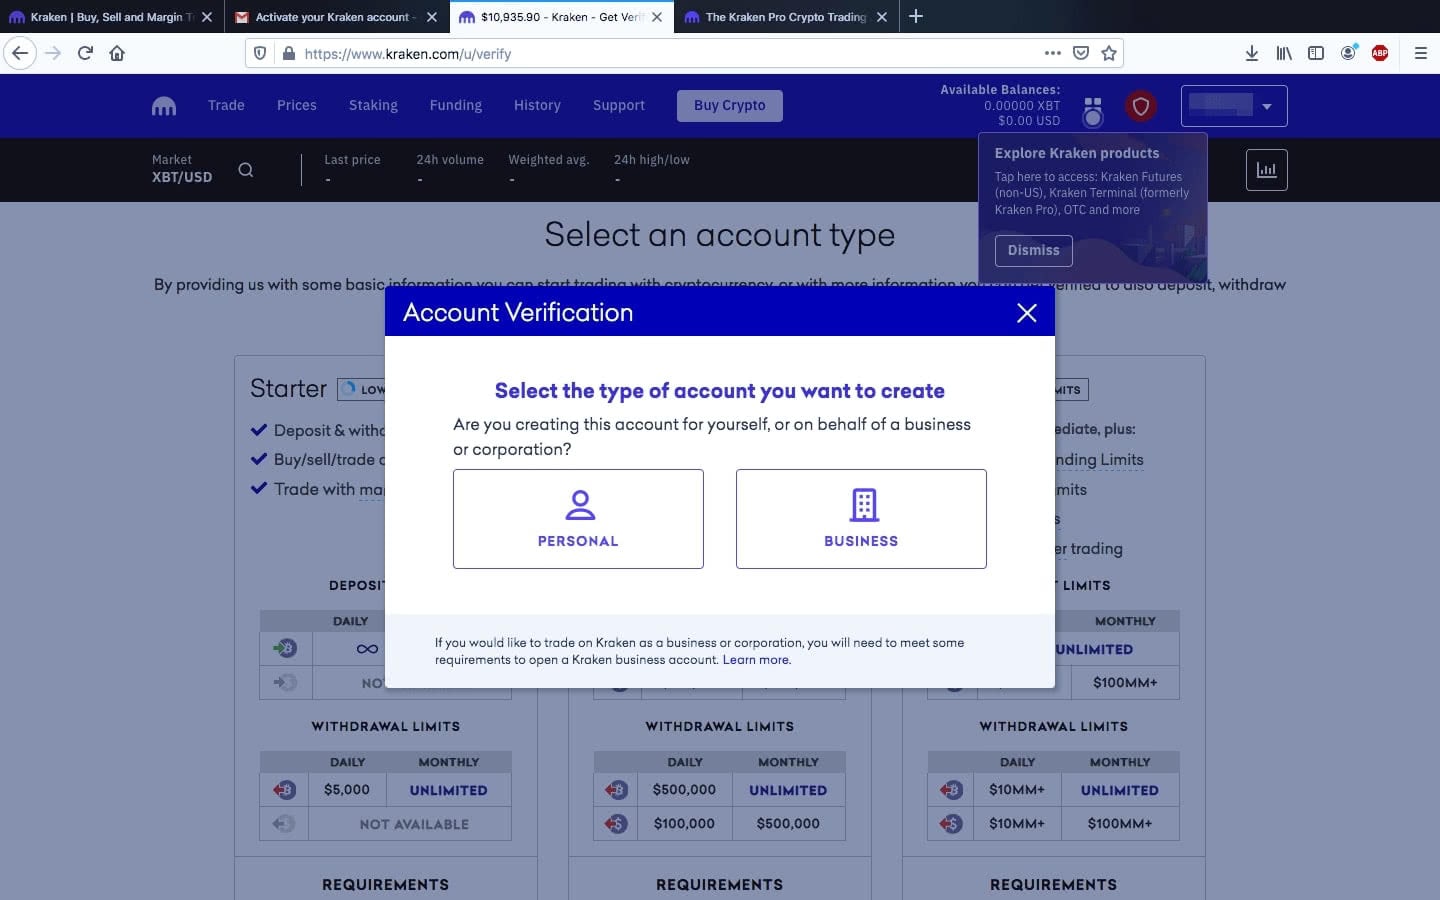 Kraken | Buy, Sell and Margin T
Activate your Kraken account -
$10,935.90 - Kraken - Get Verif
The Kraken Pro Crypto Trading
https://www.kraken.com/u/verify
ABP
Trade
Prices
Staking
Funding
History
Support
Buy Crypto
Available Balances:
0.00000 XBT
$0.00 USD
Market
XBT/USD
Last price
-
24h volume
-
Weighted avg.
-
24h high/low
-
Explore Kraken products
Tap here to access: Kraken Futures
(non-US), Kraken Terminal (formerly
Kraken Pro), OTC and more
Dismiss
Select an account type
By providing us with some basic information you can start trading with cryptocurrency, or with more information you can get verified to also deposit, withdraw
Account Verification
Select the type of account you want to create
Are you creating this account for yourself, or on behalf of a business
or corporation?
PERSONAL
BUSINESS
If you would like to trade on Kraken as a business or corporation, you will need to meet some
requirements to open a Kraken business account. Learn more.
Starter
LOW
Deposit & withd
Buy/sell/trade c
Trade with ma
DEPOSIT
DAILY
∞
NO
WITHDRAWAL LIMITS
DAILY MONTHLY
$5,000 UNLIMITED
NOT AVAILABLE
REQUIREMENTS
WITHDRAWAL LIMITS
DAILY MONTHLY
$500,000 UNLIMITED
$100,000 $500,000
REQUIREMENTS
MITS
ediate, plus:
nding Limits
mits
s
er trading
T LIMITS
MONTHLY
UNLIMITED
$100MM+
WITHDRAWAL LIMITS
DAILY MONTHLY
$10MM+ UNLIMITED
$10MM+ $100MM+
REQUIREMENTS